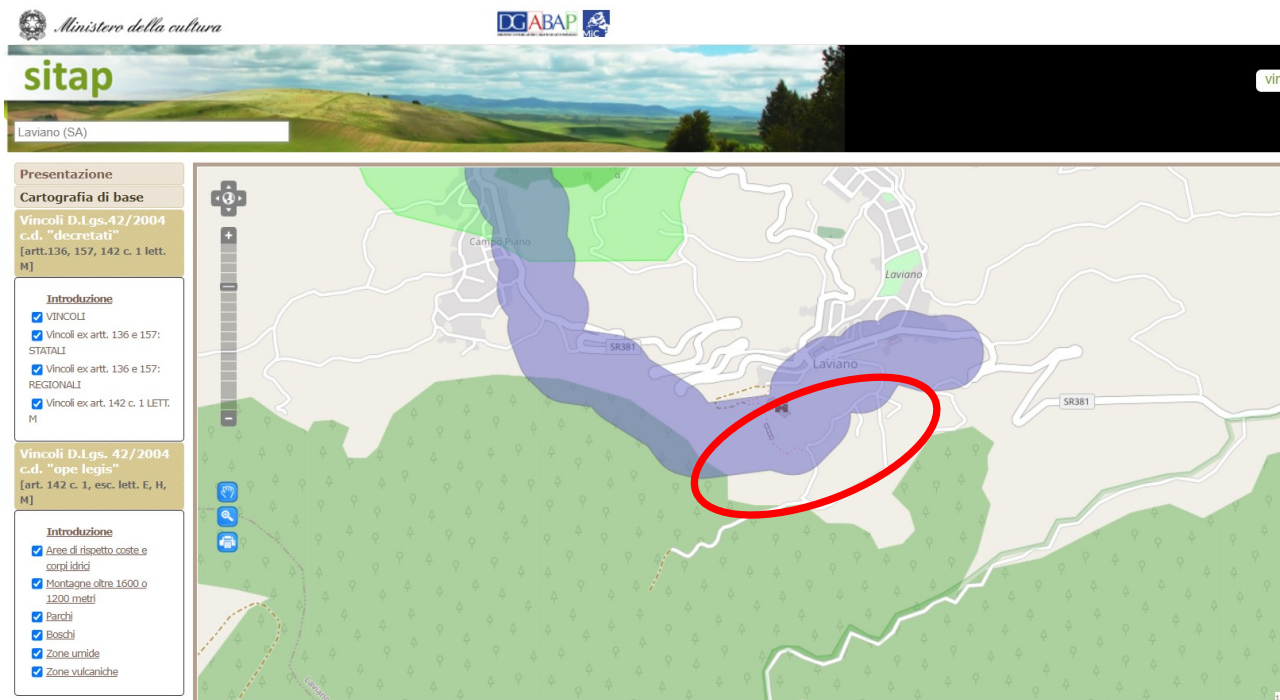 Ministero della cultura
DGABAP
MiC
sitap
vin
Laviano (SA)
Presentazione
Cartografia di base
Vincoli D.Lgs.42/2004
c.d. "decretati"
[artt.136, 157, 142 c. 1 lett.
M]
Introduzione
VINCOLI
Vincoli ex artt. 136 e 157:
STATALI
Vincoli ex artt. 136 e 157:
REGIONALI
Vincoli ex art. 142 c. 1 LETT.
M
Vincoli D.Lgs. 42/2004
c.d. "ope legis"
[art. 142 c. 1, esc. lett. E, H,
M]
Introduzione
Aree di rispetto coste e
corpi idrici
Montagne oltre 1600 o
1200 metri
Parchi
Boschi
Zone umide
Zone vulcaniche
Campo Piano
Laviano
SR381
Laviano
SR381
Laviano